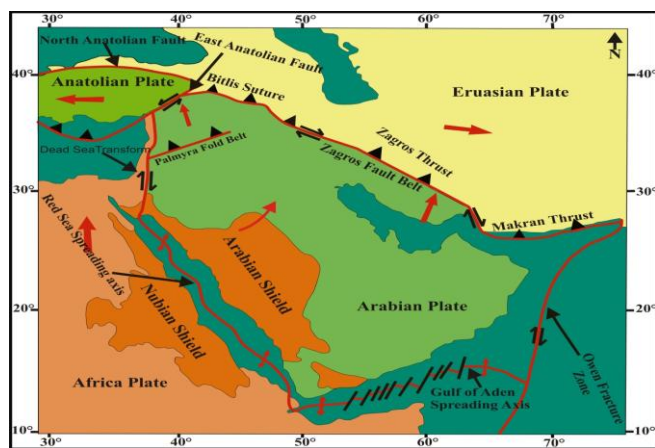 30° 40° 50° 60° 70°
North Anatolian Fault
East Anatolian Fault
N
40°
Anatolian Plate
Bitlis Suture
Eruasian Plate
Dead SeaTransform
Palmyra Fold Belt
Zagros Thrust
Zagros Fault Belt
30°
Makran Thrust
Red Sea Spreading axis
Arabian Shield
20°
Nubian Shield
Arabian Plate
Africa Plate
Owen Fracture
Zone
Gulf of Aden
Spreading Axis
10°
40°
30°
20°
10°
30° 40° 50° 60° 70°